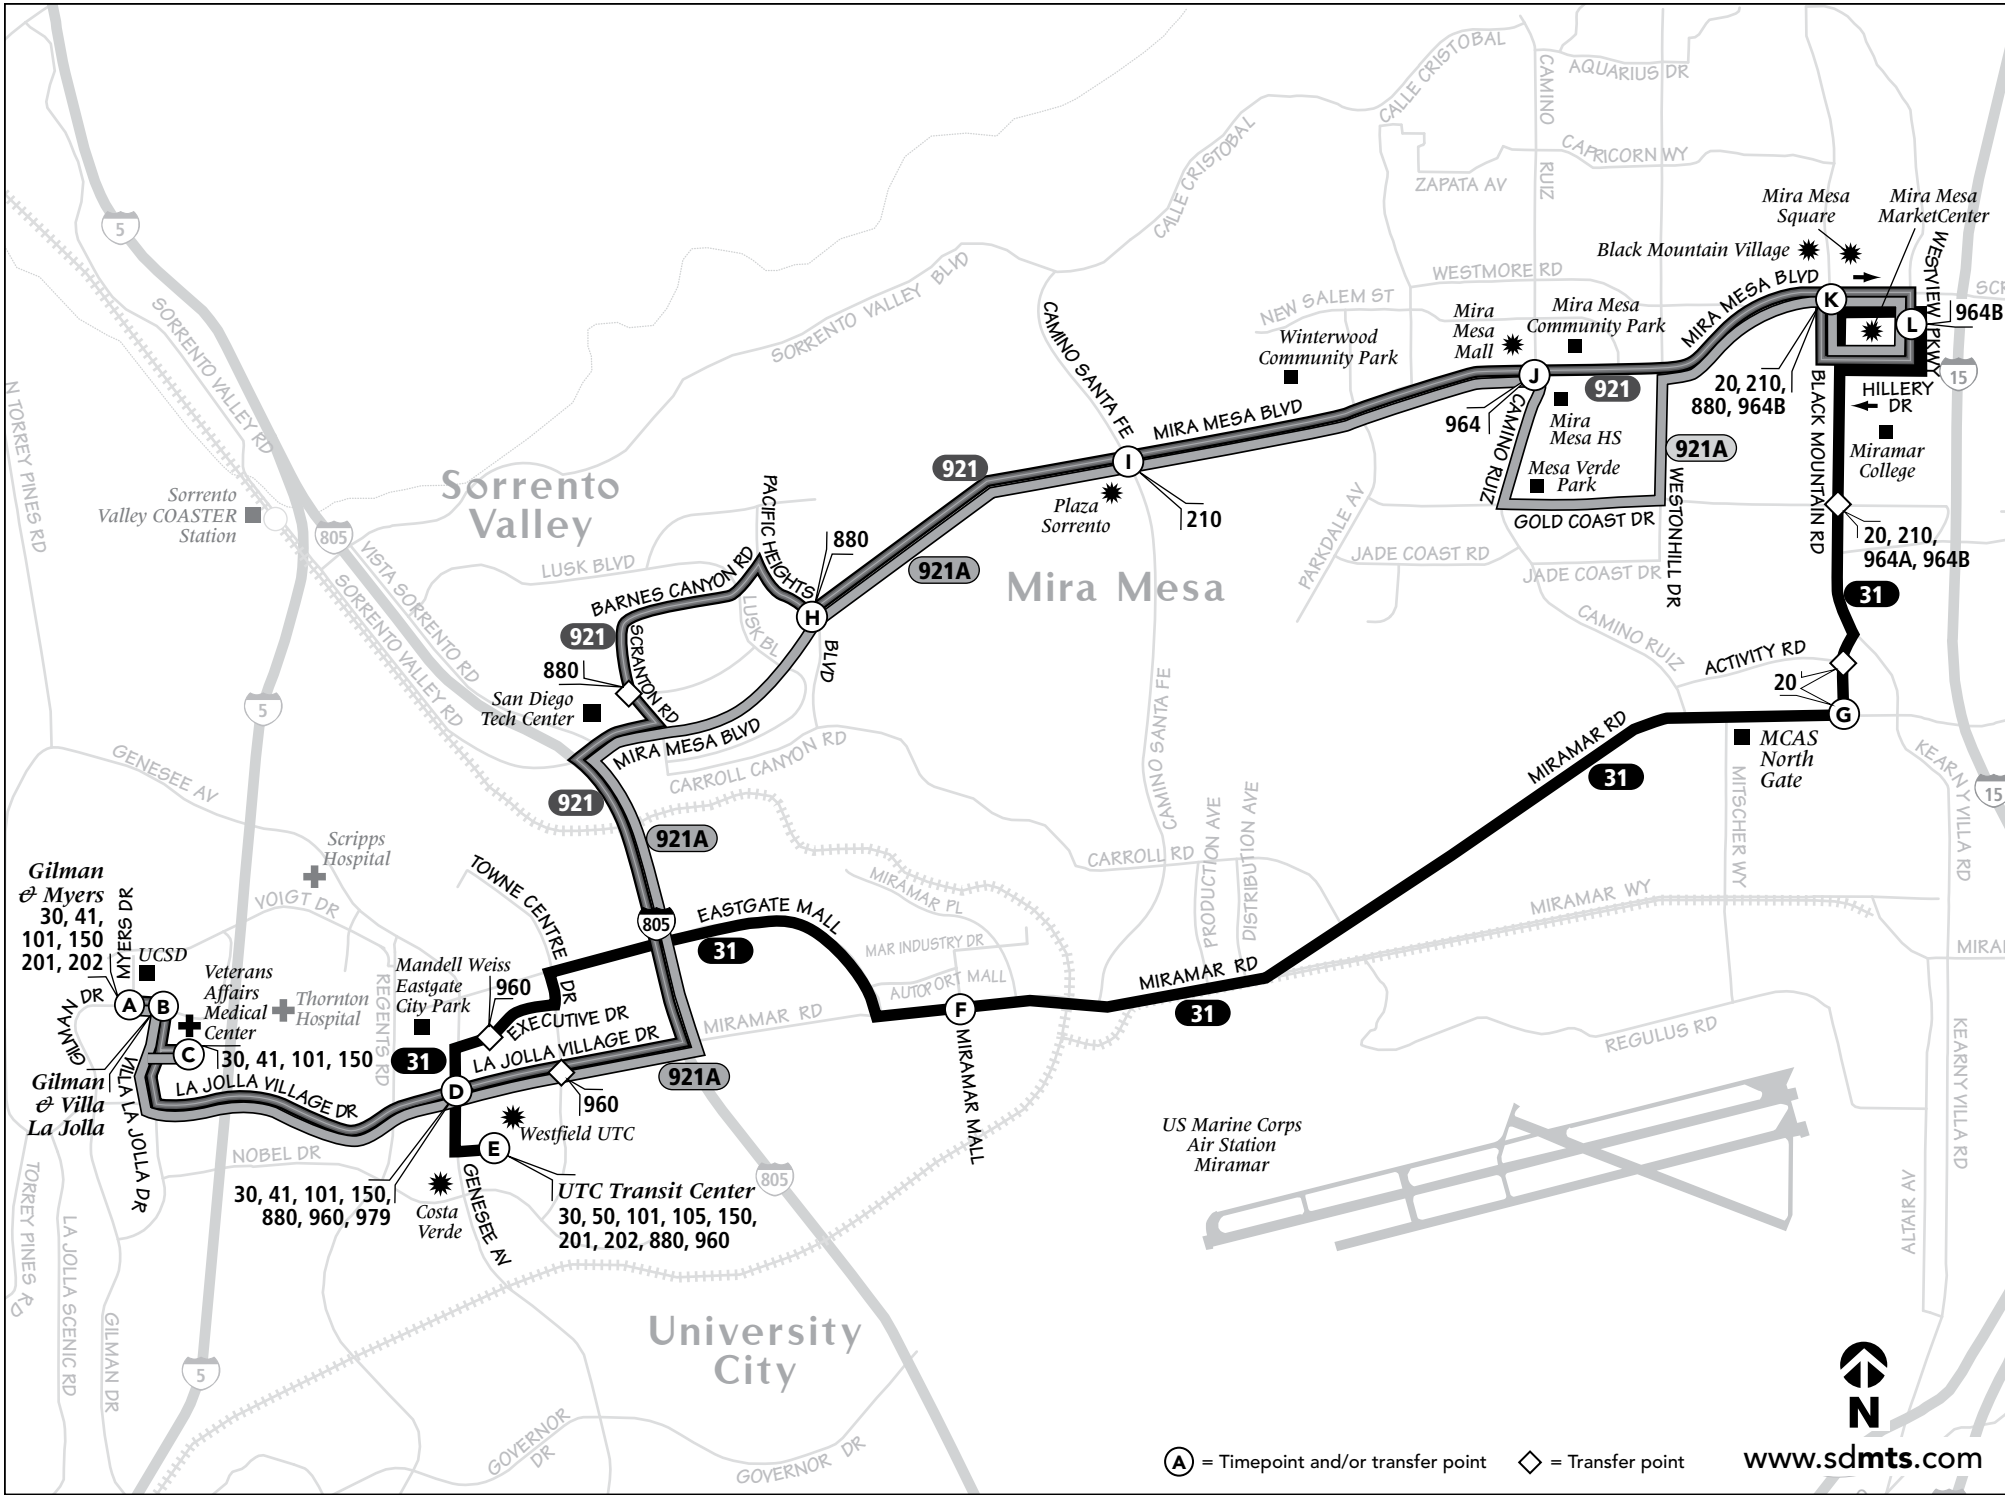 CALLE CRISTOBAL
CAMINO
RUIZ
AQUARIUS DR
CAPRICORN WY
ZAPATA AV
CALLE CRISTOBAL
Mira Mesa
Square
Mira Mesa
MarketCenter
Black Mountain Village
WESTVIEW PKWY
5
SORRENTO VALLEY RD
SORRENTO VALLEY BLVD
WESTMORE RD
NEW SALEM ST
MIRA MESA BLVD
K
L
964B
Mira
Mesa
Mall
Mira Mesa
Community Park
Winterwood
Community Park
CAMINO SANTA FE
J
921
20, 210,
880, 964B
15
HILLERY
DR
N TORREY PINES RD
964
CAMINO RUIZ
Mira
Mesa HS
921A
BLACK MOUNTAIN RD
Miramar
College
MIRA MESA BLVD
Sorrento
Valley
921
I
Plaza
Sorrento
210
Mesa Verde
Park
GOLD COAST DR
WESTONHILL DR
Sorrento
Valley COASTER
Station
805
VISTA SORRENTO RD
SORRENTO VALLEY RD
PACIFIC HEIGHTS
BLVD
880
LUSK BLVD
BARNES CANYON RD
921A
Mira Mesa
PARKDALE AV
JADE COAST RD
JADE COAST DR
20, 210,
964A, 964B
31
H
LUSK BL
921
SCRANTON RD
880
San Diego
Tech Center
CAMINO RUIZ
ACTIVITY RD
20
G
5
MIRA MESA BLVD
CARROLL CANYON RD
CAMINO SANTA FE
MIRAMAR RD
31
MCAS
North
Gate
MITSCHER WY
KEARNY VILLA RD
15
GENESEE AV
921
921A
Scripps
Hospital
VOIGT DR
CARROLL RD
PRODUCTION AVE
DISTRIBUTION AVE
MIRAMAR WY
Gilman
& Myers
30, 41,
101, 150
201, 202
MYERS DR
UCSD
TOWNE CENTRE
DR
805
EASTGATE MALL
31
MIRAMAR PL
MAR INDUSTRY DR
AUTOPORT MALL
MIRAMAR RD
31
Veterans
Affairs
Medical
Center
Thornton
Hospital
REGENTS RD
Mandell Weiss
Eastgate
City Park
960
GILMAN DR
A
B
C
30, 41, 101, 150
31
EXECUTIVE DR
LA JOLLA VILLAGE DR
MIRAMAR RD
F
MIRAMAR MALL
REGULUS RD
KEARNY VILLA RD
Gilman
& Villa
La Jolla
VILLA LA JOLLA DR
LA JOLLA VILLAGE DR
D
921A
960
Westfield UTC
E
US Marine Corps
Air Station
Miramar
NOBEL DR
TORREY PINES RD
30, 41, 101, 150,
880, 960, 979
Costa
Verde
GENESEE AV
UTC Transit Center
30, 50, 101, 105, 150,
201, 202, 880, 960
805
ALTAIR AV
LA JOLLA SCENIC RD
GILMAN DR
5
University
City
GOVERNOR
DR
GOVERNOR DR
N
A = Timepoint and/or transfer point
= Transfer point
www.sdmts.com